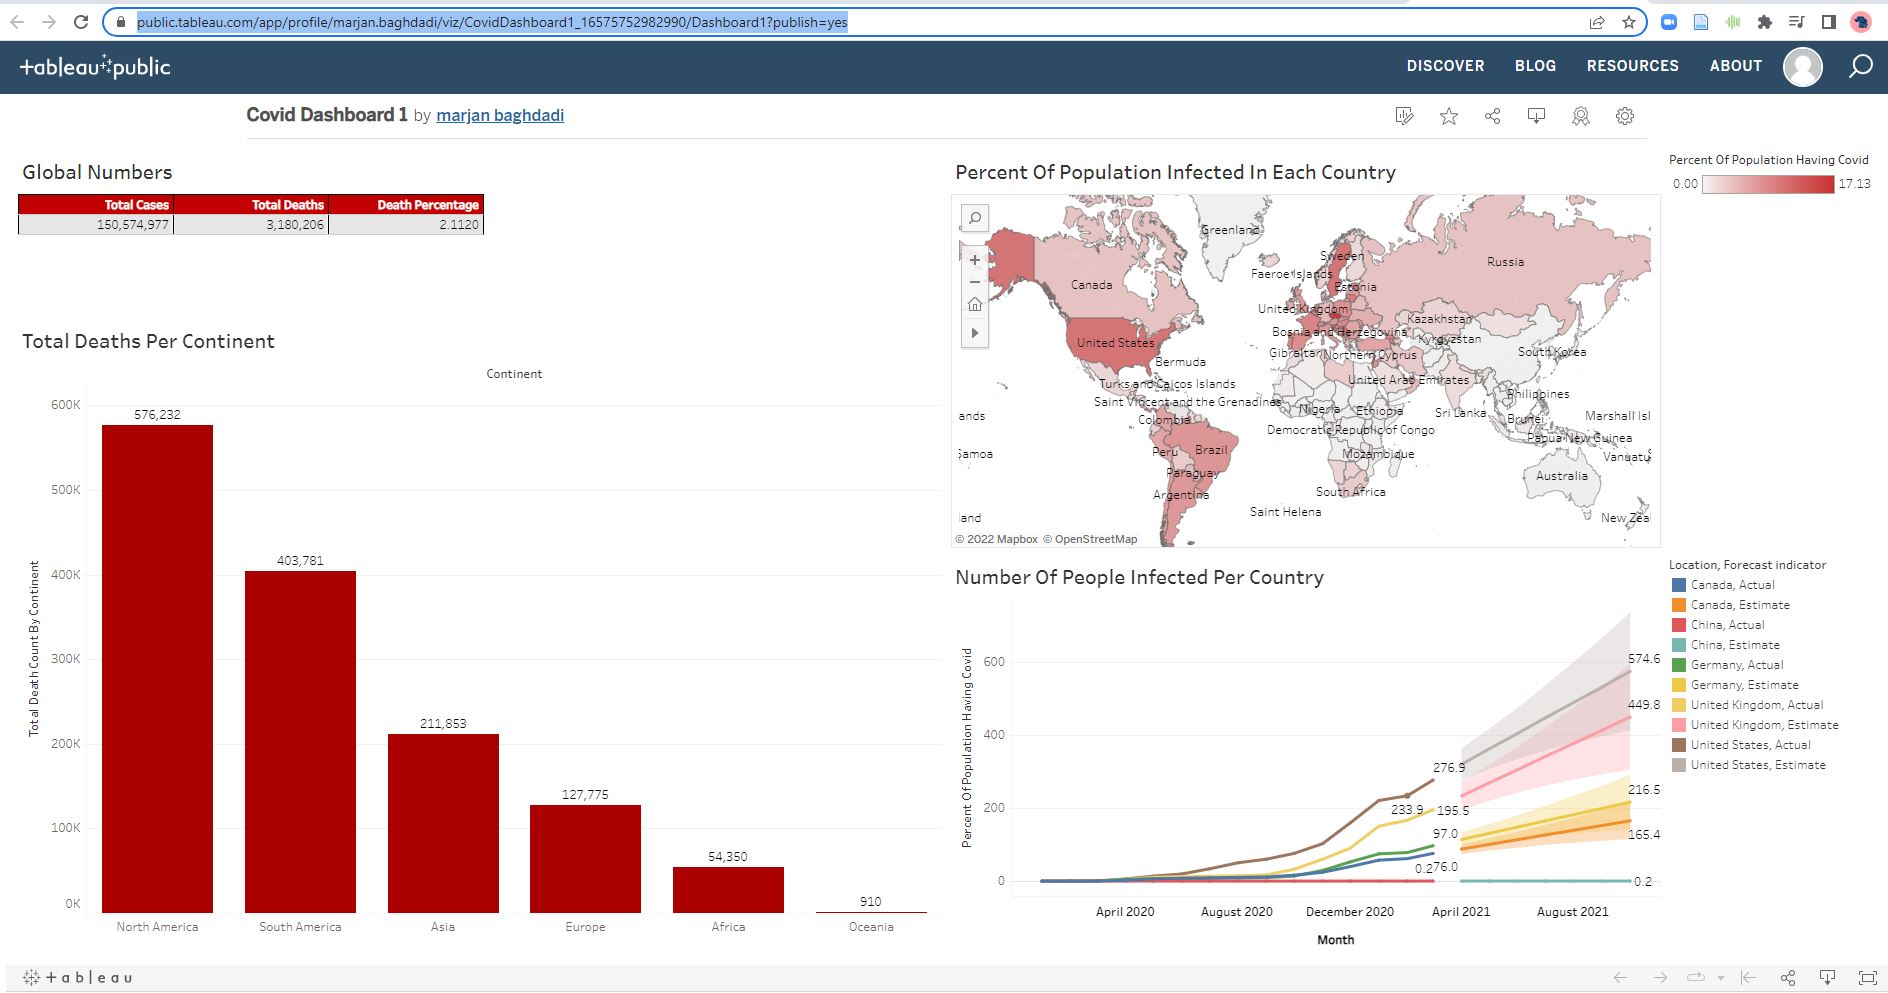 public.tableau.com/app/profile/marjan.baghdadi/viz/CovidDashboard1_16575752982990/Dashboard1?publish=yes
tableau public
DISCOVER BLOG RESOURCES ABOUT
Covid Dashboard 1 by marjan baghdadi
Global Numbers
Total Cases Total Deaths Death Percentage
150,574,977 3,180,206 2.1120
Total Deaths Per Continent
Continent
Total Death Count By Continent
600K
500K
400K
300K
200K
100K
0K
576,232
403,781
211,853
127,775
54,350
910
North America South America Asia Europe Africa Oceania
Percent Of Population Infected In Each Country
Percent Of Population Having Covid
0.00 17.13
Greenland
Sweden
Russia
Faeroe Islands
Canada
Estonia
United Kingdom
Kazakhstan
Bosnia and Herzegovina
Kyrgyzstan
United States
South Korea
Gibraltar
Northern Cyprus
Bermuda
United Arab Emirates
Turks and Caicos Islands
Philippines
Saint Vincent and the Grenadines
Nigeria
Ethiopia
Sri Lanka
ands
Colombia
Brunei
Marshall Isl
Democratic Republic of Congo
Papua New Guinea
Samoa
Peru
Brazil
Mozambique
Vanuatu
S
Paraguay
Australia
Argentina
South Africa
Saint Helena
land
New Zea
© 2022 Mapbox © OpenStreetMap
Number Of People Infected Per Country
Percent Of Population Having Covid
600
400
200
0
574.6
449.8
276.9
216.5
233.9
195.5
165.4
97.0
0.2
76.0
0.2
April 2020 August 2020 December 2020 April 2021 August 2021
Month
Location, Forecast indicator
Canada, Actual
Canada, Estimate
China, Actual
China, Estimate
Germany, Actual
Germany, Estimate
United Kingdom, Actual
United Kingdom, Estimate
United States, Actual
United States, Estimate
tableau